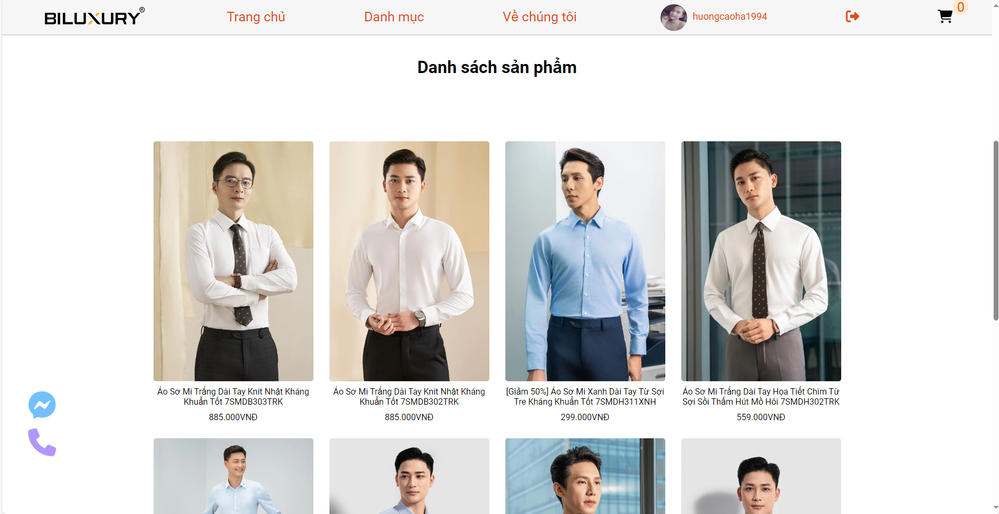 BILUXURY®
Trang chủ
Danh mục
Về chúng tôi
huongcaoha1994
0
Danh sách sản phẩm
Áo Sơ Mi Trắng Dài Tay Knit Nhật Kháng
Khuẩn Tốt 7SMDB303TRK
885.000VNĐ
Áo Sơ Mi Trắng Dài Tay Knit Nhật Kháng
Khuẩn Tốt 7SMDB302TRK
885.000VNĐ
[Giảm 50%] Áo Sơ Mi Xanh Dài Tay Từ Sợi
Tre Kháng Khuẩn Tốt 7SMDH311XNH
299.000VNĐ
Áo Sơ Mi Trắng Dài Tay Họa Tiết Chìm Từ
Sợi Sồi Thấm Hút Mồ Hôi 7SMDH302TRK
559.000VNĐ